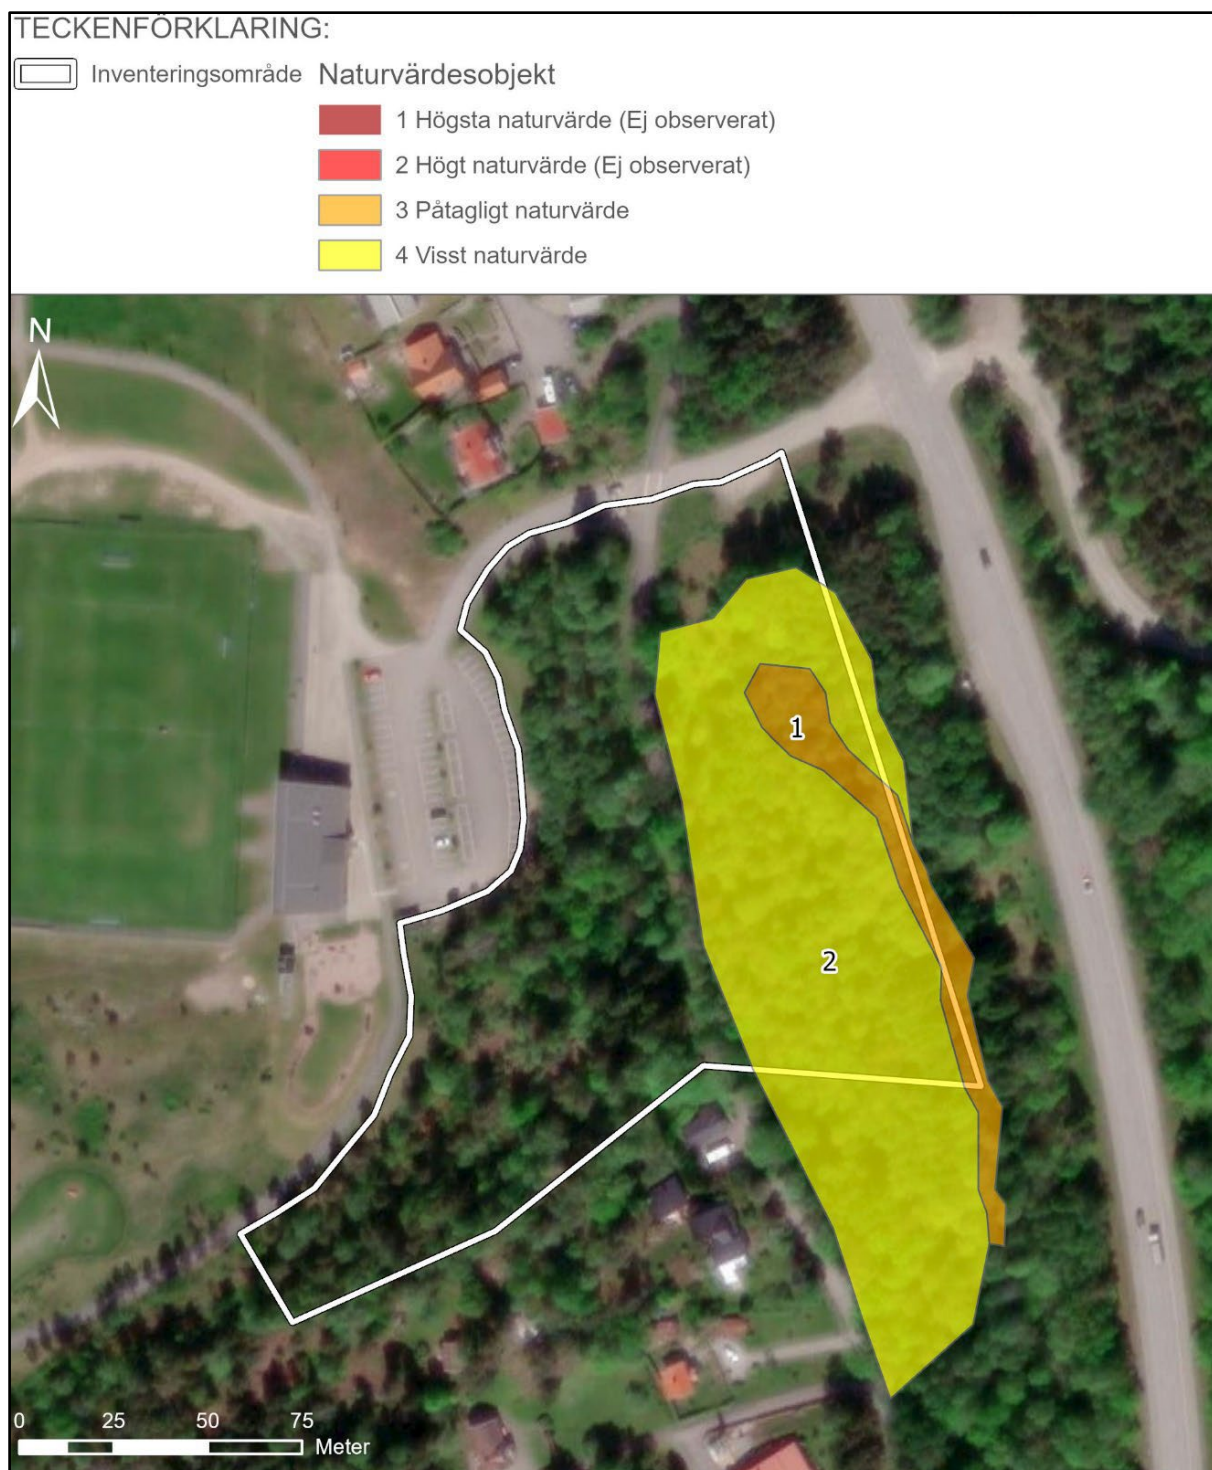 TECKENFÖRKLARING:
Inventeringsområde
Naturvärdesobjekt
1 Högsta naturvärde (Ej observerat)
2 Högt naturvärde (Ej observerat)
3 Påtagligt naturvärde
4 Visst naturvärde
N
1
2
0 25 50 75
Meter